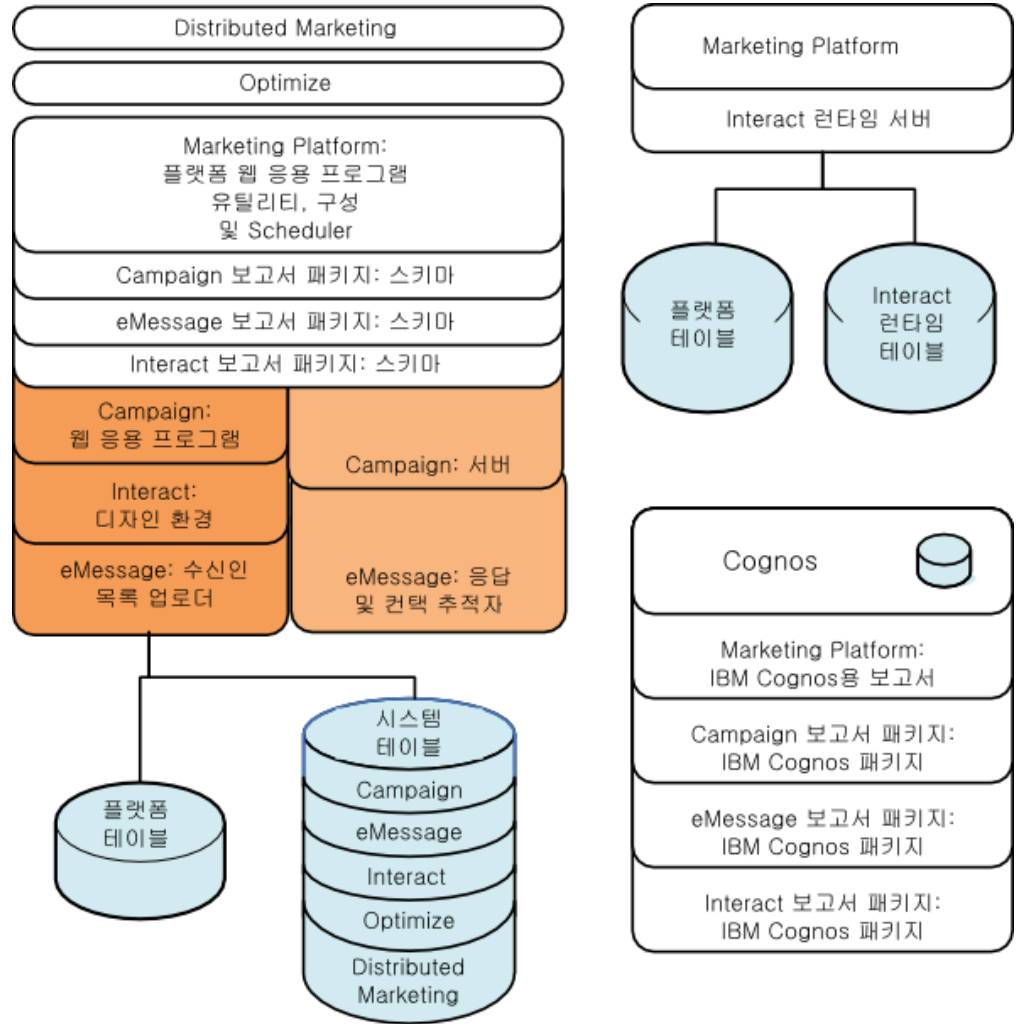 Distributed Marketing
Optimize
Marketing Platform:
플랫폼 웹 응용 프로그램
유틸리티, 구성
및 Scheduler
Campaign 보고서 패키지: 스키마
eMessage 보고서 패키지: 스키마
Interact 보고서 패키지: 스키마
Campaign:
웹 응용 프로그램
Interact:
디자인 환경
eMessage: 수신인
목록 업로더
Campaign: 서버
eMessage: 응답
및 컨택 추적자
플랫폼
테이블
시스템
테이블
Campaign
eMessage
Interact
Optimize
Distributed
Marketing
Marketing Platform
Interact 런타임 서버
플랫폼
테이블
Interact
런타임
테이블
Cognos
Marketing Platform:
IBM Cognos용 보고서
Campaign 보고서 패키지:
IBM Cognos 패키지
eMessage 보고서 패키지:
IBM Cognos 패키지
Interact 보고서 패키지:
IBM Cognos 패키지